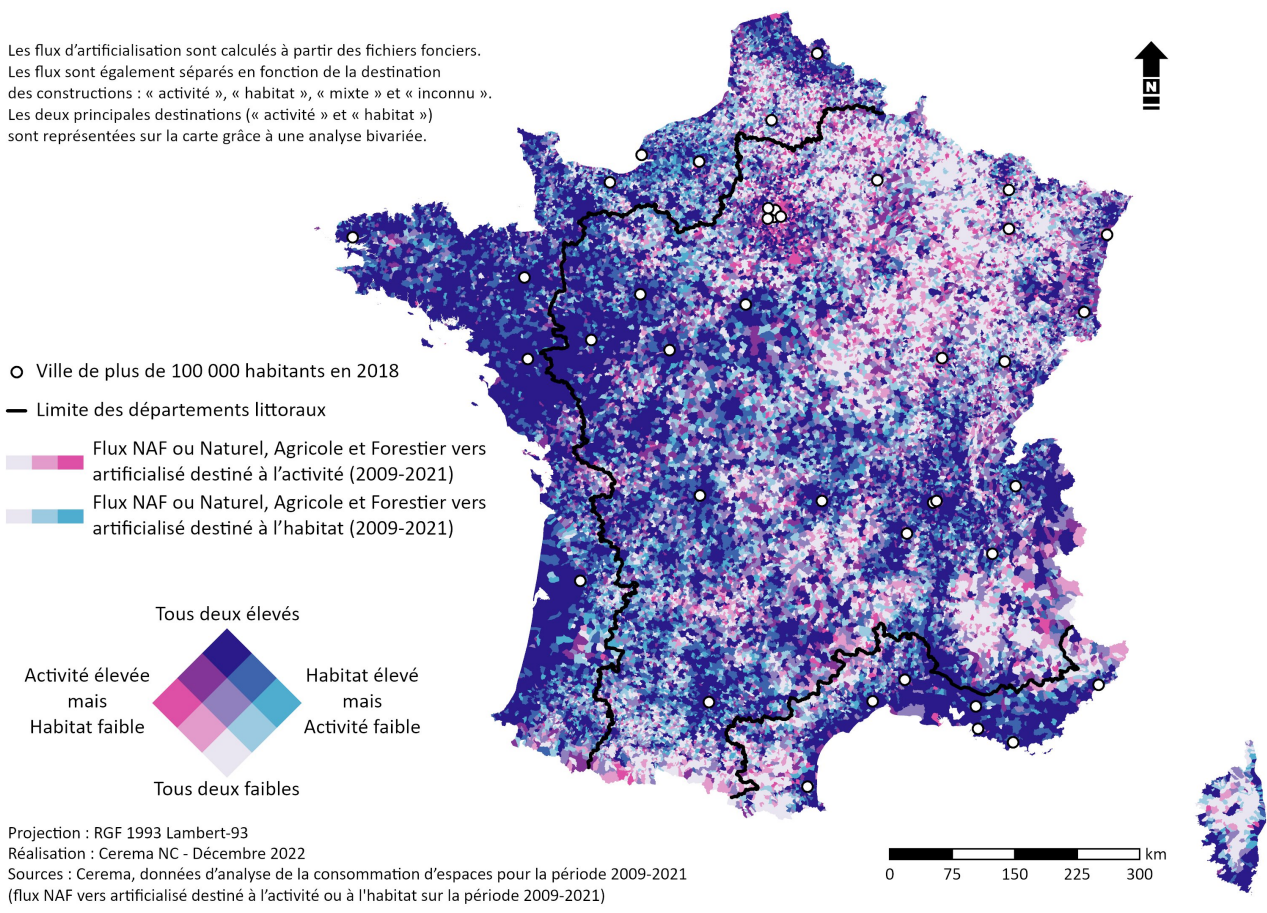 Les flux d’artificialisation sont calculés à partir des fichiers fonciers.
Les flux sont également séparés en fonction de la destination
des constructions : « activité », « habitat », « mixte » et « inconnu ».
Les deux principales destinations (« activité » et « habitat »)
sont représentées sur la carte grâce à une analyse bivariée.
N
Ville de plus de 100 000 habitants en 2018
Limite des départements littoraux
Flux NAF ou Naturel, Agricole et Forestier vers
artificialisé destiné à l’activité (2009-2021)
Flux NAF ou Naturel, Agricole et Forestier vers
artificialisé destiné à l’habitat (2009-2021)
Tous deux élevés
Activité élevée
mais
Habitat faible
Habitat élevé
mais
Activité faible
Tous deux faibles
Projection : RGF 1993 Lambert-93
Réalisation : Cerema NC - Décembre 2022
Sources : Cerema, données d’analyse de la consommation d’espaces pour la période 2009-2021
(flux NAF vers artificialisé destiné à l’activité ou à l'habitat sur la période 2009-2021)
km
0 75 150 225 300